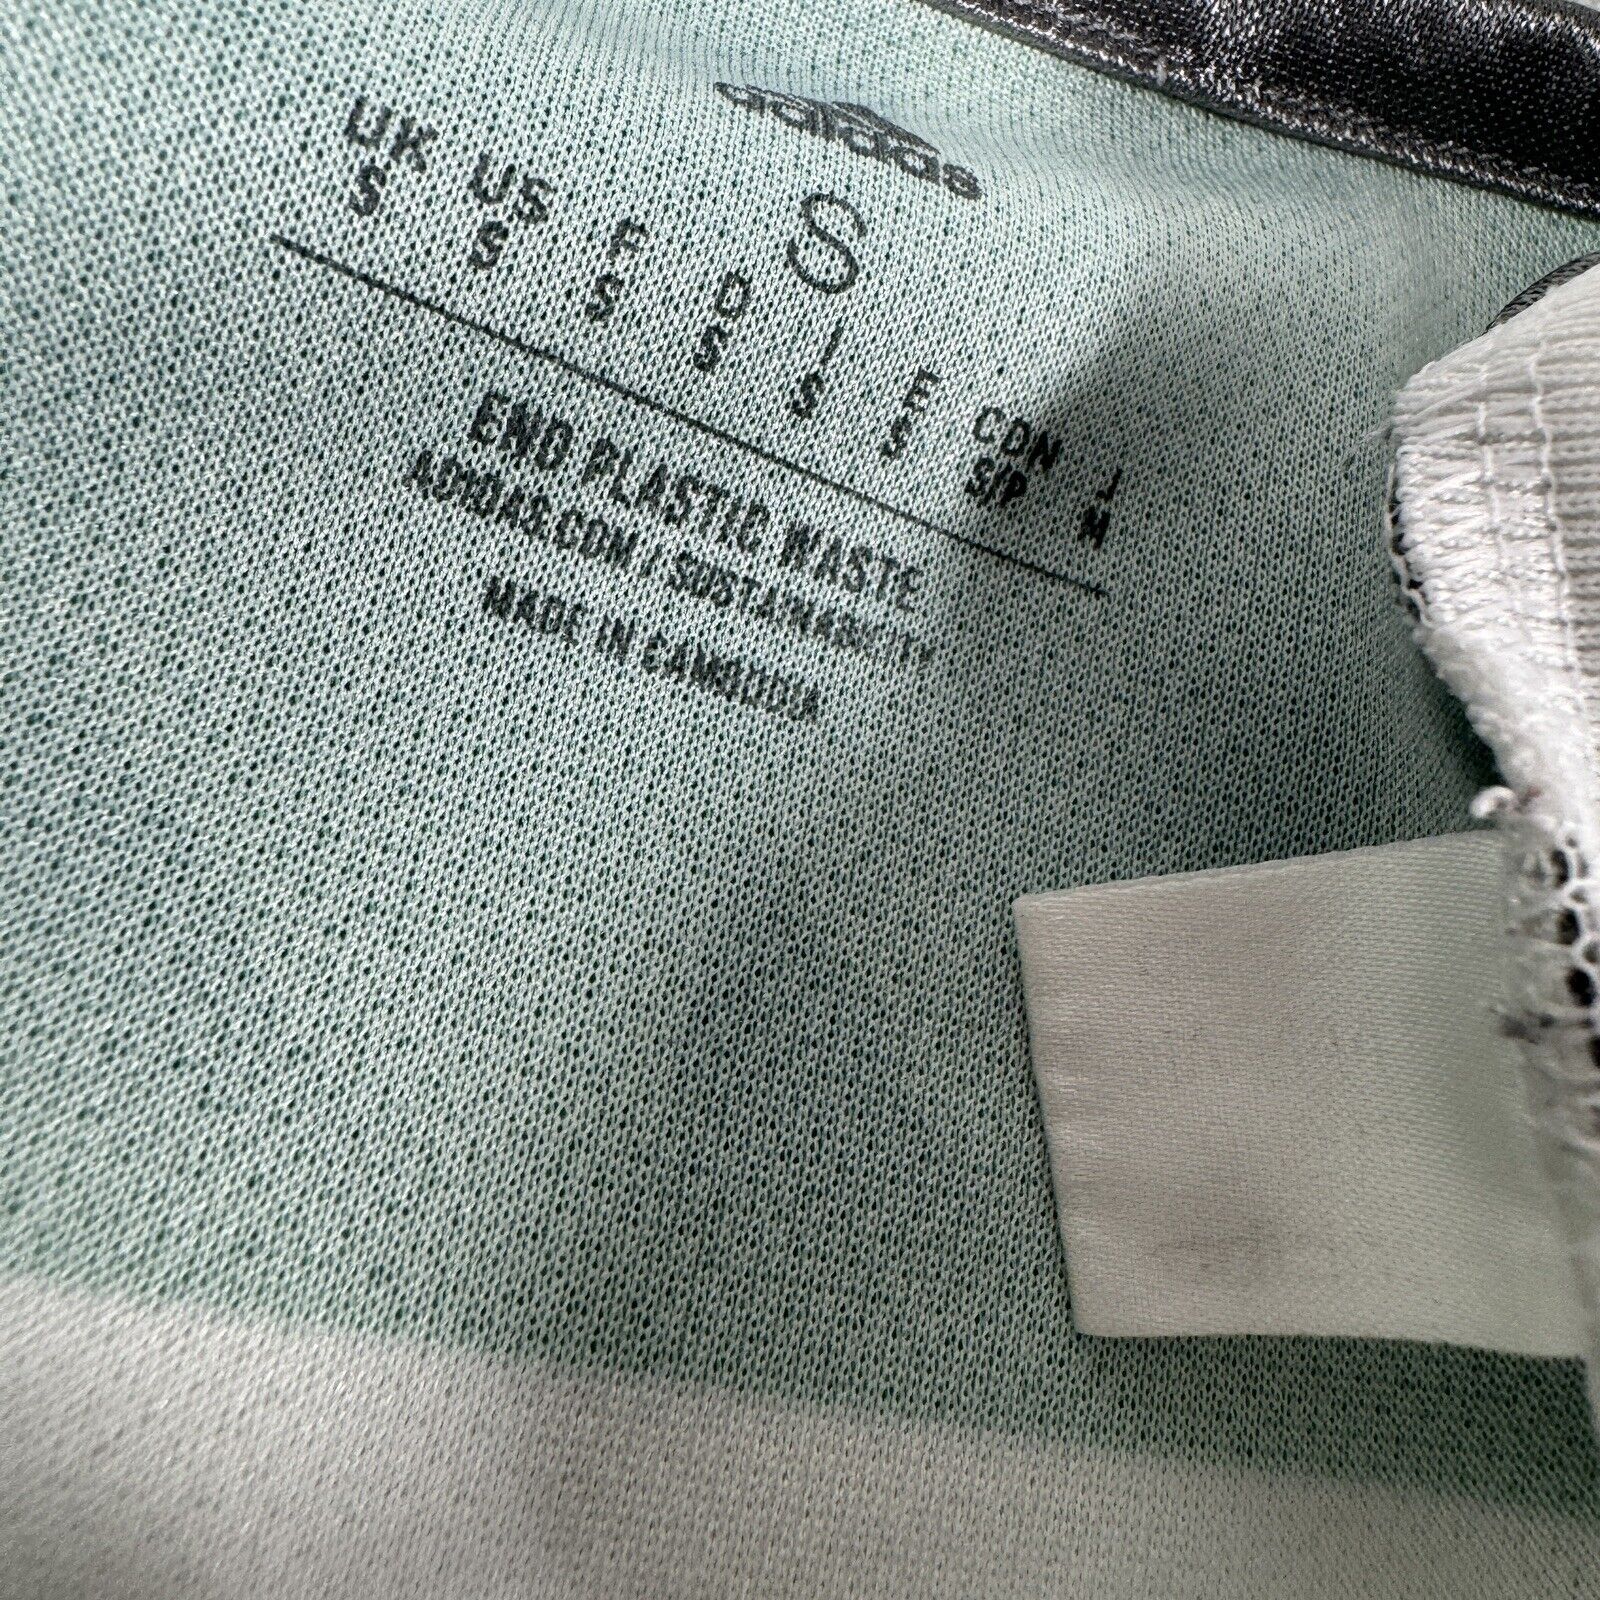 adidas
S
UK US F D I E CDN J
S S S S S S S/P M
END PLASTIC WASTE
ADIDAS.COM / SUSTAINABILITY
MADE IN CAMBODIA